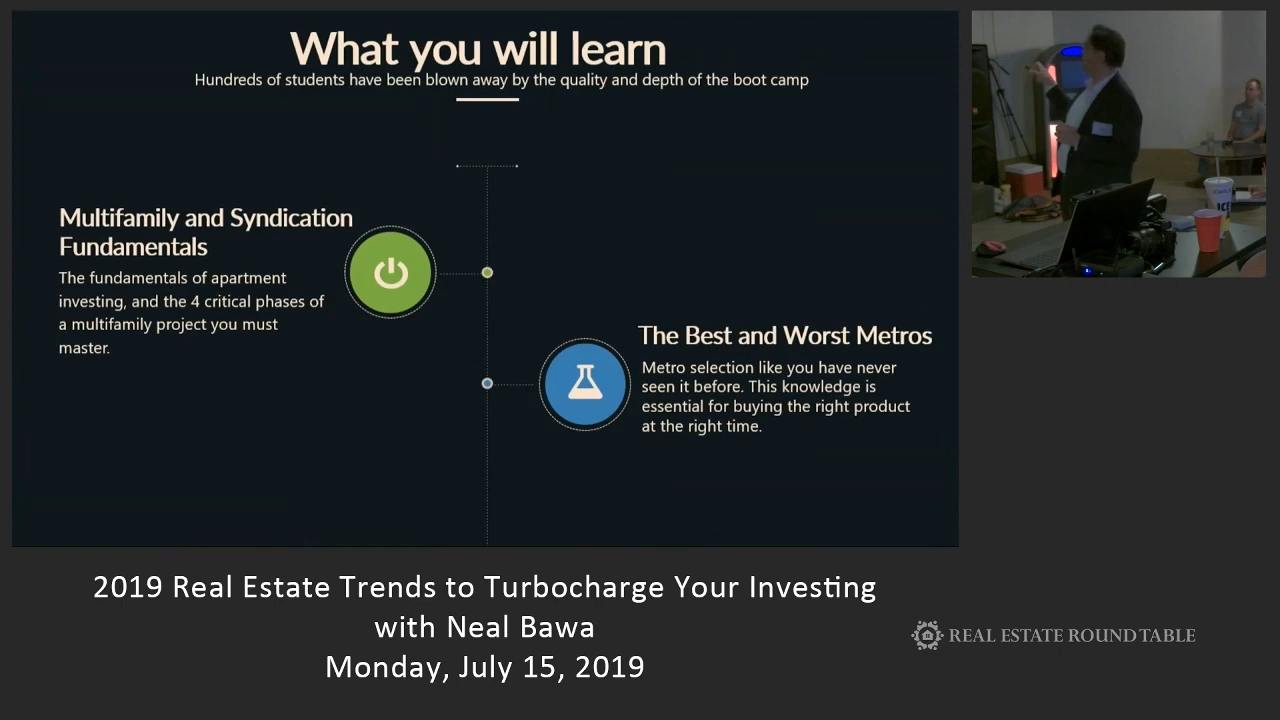 What you will learn
Hundreds of students have been blown away by the quality and depth of the boot camp
Multifamily and Syndication
Fundamentals
The fundamentals of apartment
investing, and the 4 critical phases of
a multifamily project you must
master.
The Best and Worst Metros
Metro selection like you have never
seen it before. This knowledge is
essential for buying the right product
at the right time.
ICE
2019 Real Estate Trends to Turbocharge Your Investing
with Neal Bawa
Monday, July 15, 2019
REAL ESTATE ROUND TABLE